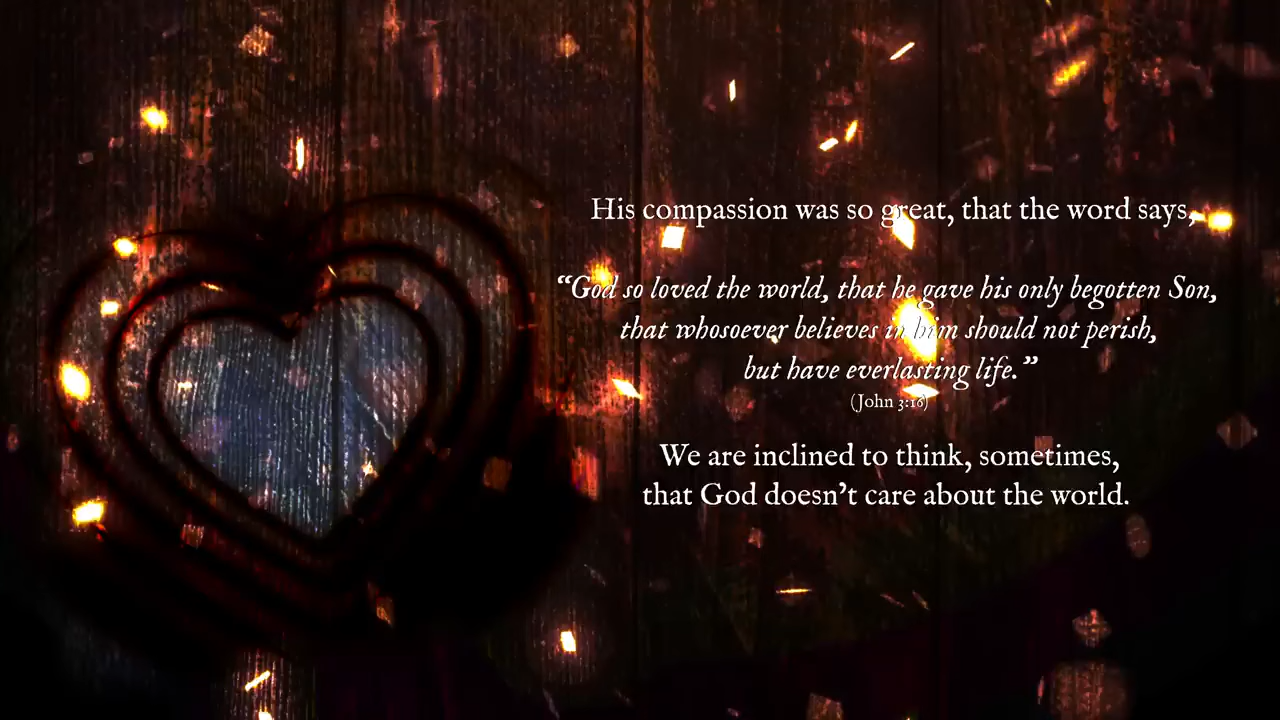 His compassion was so great, that the word says,
“God so loved the world, that he gave his only begotten Son,
that whosoever believes in him should not perish,
but have everlasting life.”
(John 3:16)
We are inclined to think, sometimes,
that God doesn’t care about the world.